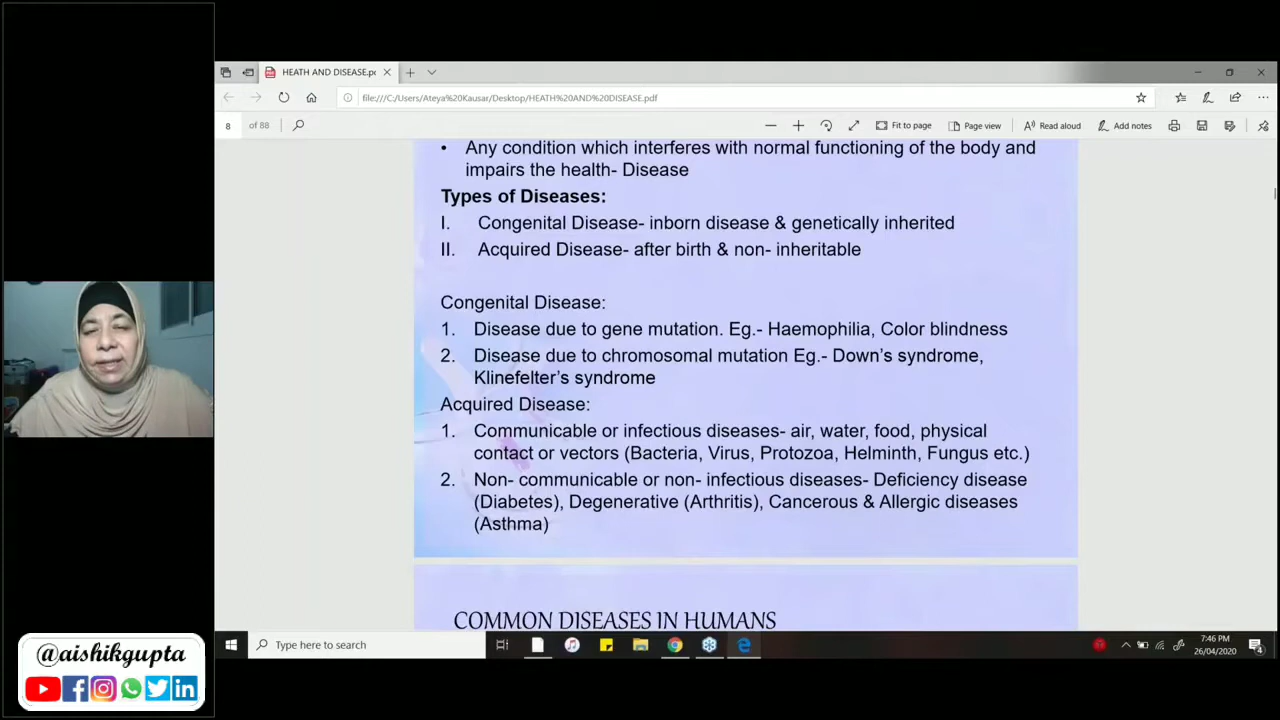 HEATH AND DISEASE.pc
file:///C:/Users/Ateya%20Kausar/Desktop/HEATH%20AND%20DISEASE.pdf
8 of 88
Fit to page
Page view
Read aloud
Add notes
• Any condition which interferes with normal functioning of the body and
impairs the health- Disease
Types of Diseases:
I. Congenital Disease- inborn disease & genetically inherited
II. Acquired Disease- after birth & non- inheritable
Congenital Disease:
1. Disease due to gene mutation. Eg.- Haemophilia, Color blindness
2. Disease due to chromosomal mutation Eg.- Down's syndrome,
Klinefelter's syndrome
Acquired Disease:
1. Communicable or infectious diseases- air, water, food, physical
contact or vectors (Bacteria, Virus, Protozoa, Helminth, Fungus etc.)
2. Non- communicable or non- infectious diseases- Deficiency disease
(Diabetes), Degenerative (Arthritis), Cancerous & Allergic diseases
(Asthma)
COMMON DISEASES IN HUMANS
Type here to search
7:46 PM
26/04/2020
@aishikgupta